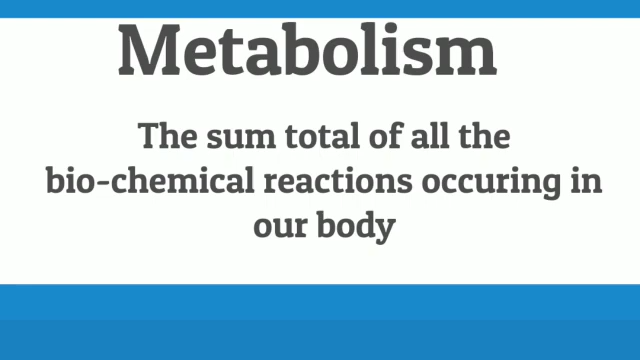 Metabolism
The sum total of all the
bio-chemical reactions occuring in
our body